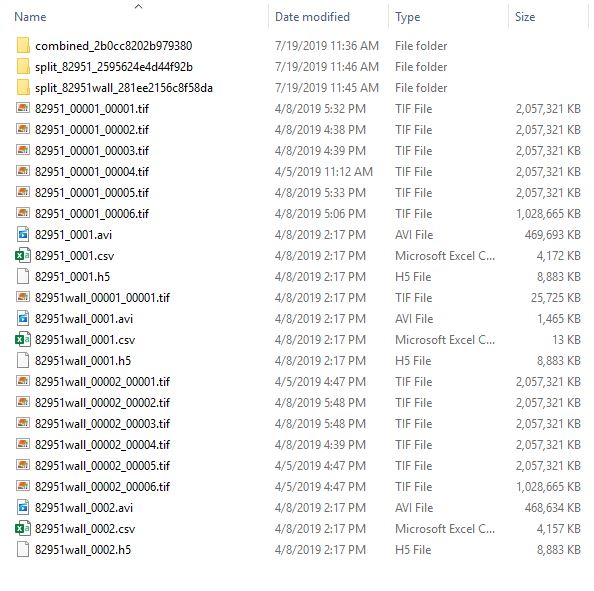 Name Date modified Type Size
combined_2b0cc8202b979380 7/19/2019 11:36 AM File folder
split_82951_2595624e4d44f92b 7/19/2019 11:46 AM File folder
split_82951wall_281ee2156c8f58da 7/19/2019 11:45 AM File folder
82951_00001_00001.tif 4/8/2019 5:32 PM TIF File 2,057,321 KB
82951_00001_00002.tif 4/8/2019 4:38 PM TIF File 2,057,321 KB
82951_00001_00003.tif 4/8/2019 4:39 PM TIF File 2,057,321 KB
82951_00001_00004.tif 4/5/2019 11:12 AM TIF File 2,057,321 KB
82951_00001_00005.tif 4/8/2019 5:33 PM TIF File 2,057,321 KB
82951_00001_00006.tif 4/8/2019 5:06 PM TIF File 1,028,665 KB
82951_0001.avi 4/8/2019 2:17 PM AVI File 469,693 KB
82951_0001.csv 4/8/2019 2:17 PM Microsoft Excel C... 4,172 KB
82951_0001.h5 4/8/2019 2:17 PM H5 File 8,883 KB
82951wall_00001_00001.tif 4/8/2019 2:17 PM TIF File 25,725 KB
82951wall_0001.avi 4/8/2019 2:17 PM AVI File 1,465 KB
82951wall_0001.csv 4/8/2019 2:17 PM Microsoft Excel C... 13 KB
82951wall_0001.h5 4/8/2019 2:17 PM H5 File 8,883 KB
82951wall_00002_00001.tif 4/5/2019 4:47 PM TIF File 2,057,321 KB
82951wall_00002_00002.tif 4/8/2019 5:48 PM TIF File 2,057,321 KB
82951wall_00002_00003.tif 4/8/2019 5:48 PM TIF File 2,057,321 KB
82951wall_00002_00004.tif 4/8/2019 4:39 PM TIF File 2,057,321 KB
82951wall_00002_00005.tif 4/5/2019 4:47 PM TIF File 2,057,321 KB
82951wall_00002_00006.tif 4/5/2019 4:47 PM TIF File 1,028,665 KB
82951wall_0002.avi 4/8/2019 2:17 PM AVI File 468,634 KB
82951wall_0002.csv 4/8/2019 2:17 PM Microsoft Excel C... 4,157 KB
82951wall_0002.h5 4/8/2019 2:17 PM H5 File 8,883 KB